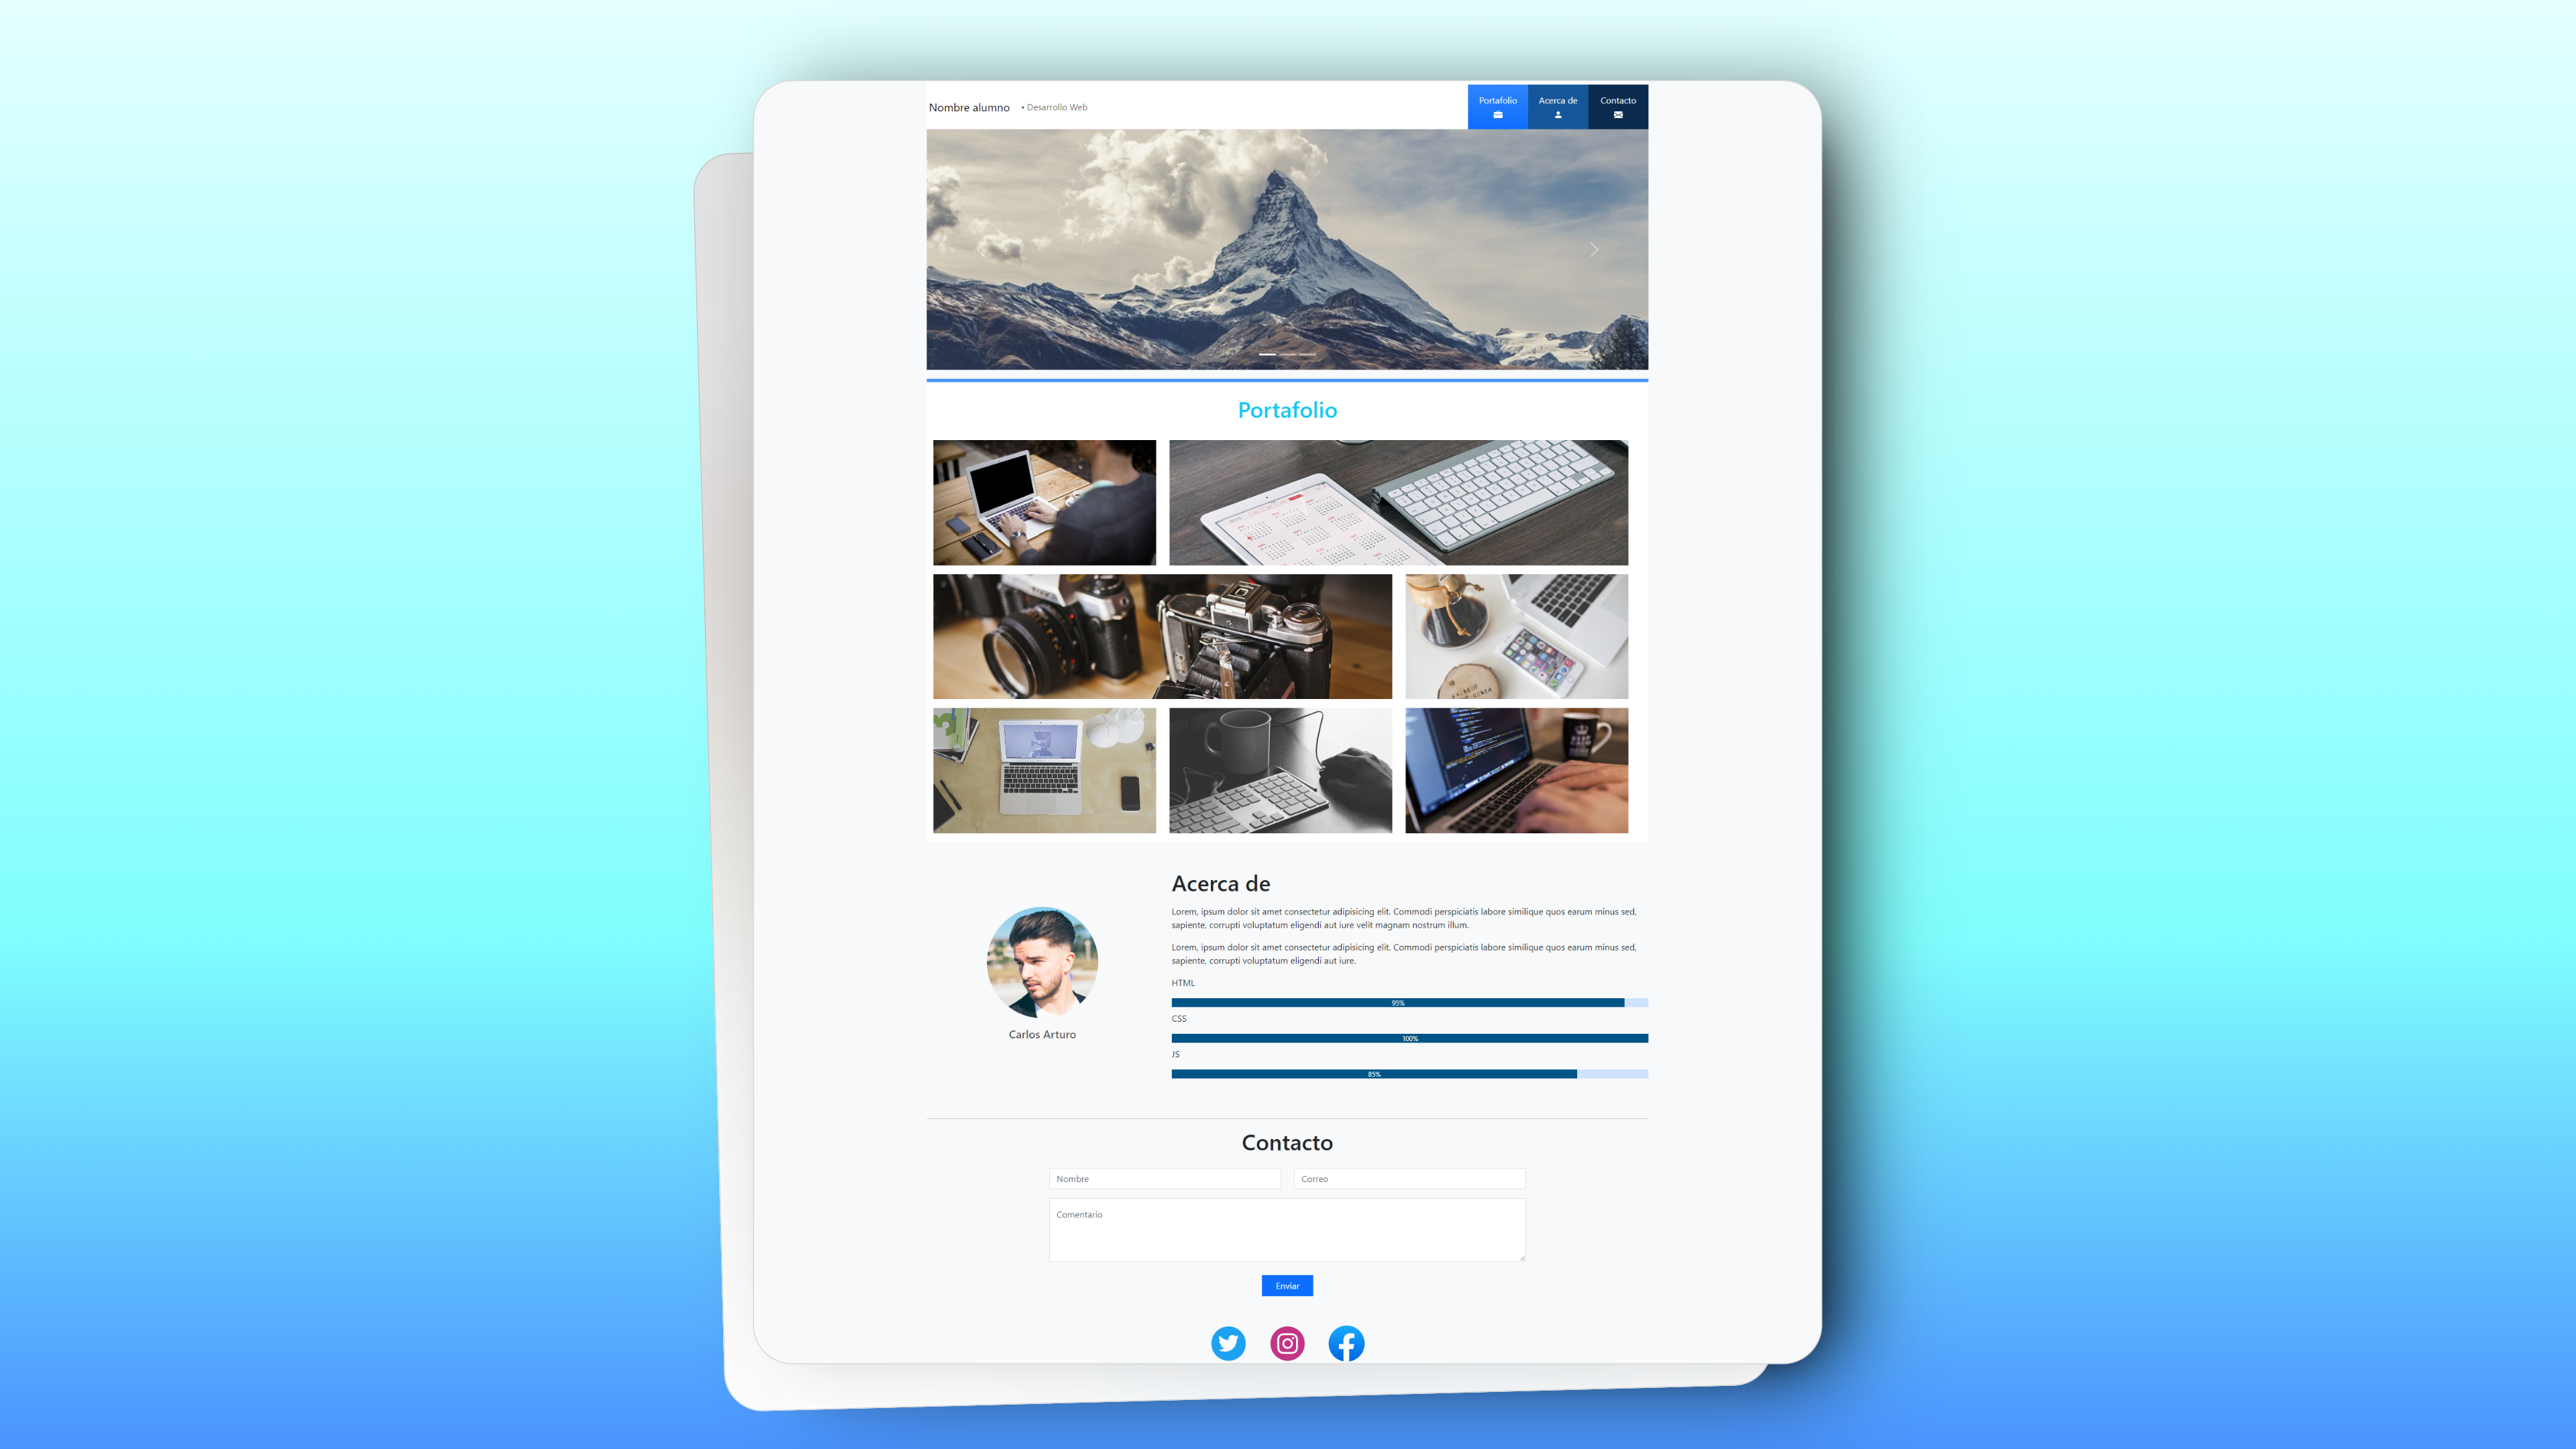 Nombre alumno • Desarrollo Web
Portafolio Acerca de Contacto
Portafolio
Acerca de
Lorem, ipsum dolor sit amet consectetur adipisicing elit. Commodi perspiciatis labore similique quos earum minus sed,
sapiente, corrupti voluptatum eligendi aut iure velit magnam nostrum illum.
Lorem, ipsum dolor sit amet consectetur adipisicing elit. Commodi perspiciatis labore similique quos earum minus sed,
sapiente, corrupti voluptatum eligendi aut iure.
HTML
95%
CSS
100%
JS
85%
Carlos Arturo
Contacto
Nombre Correo
Comentario
Enviar